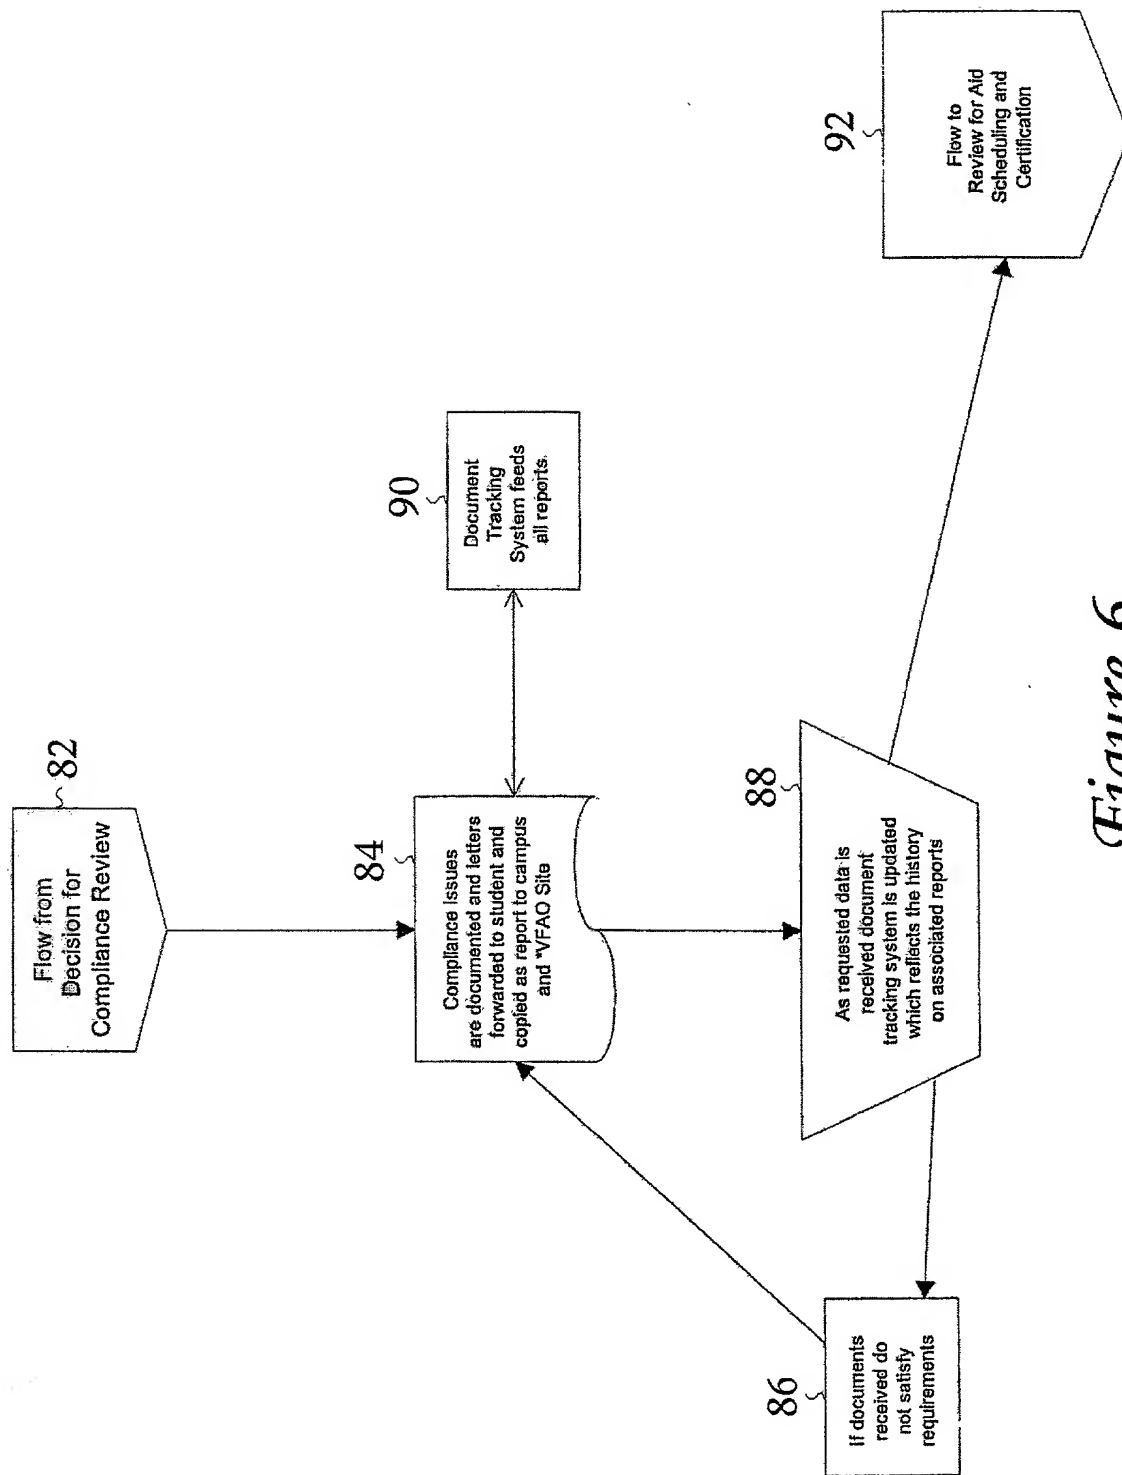 82
Flow from
Decision for
Compliance Review
84
Compliance Issues
are documented and letters
forwarded to student and
copied as report to campus
and *VFAO Site
90
Document
Tracking
System feeds
all reports.
88
As requested data is
received document
tracking system is updated
which reflects the history
on associated reports
86
If documents
received do
not satisfy
requirements
92
Flow to
Review for Aid
Scheduling and
Certification
Figure 6